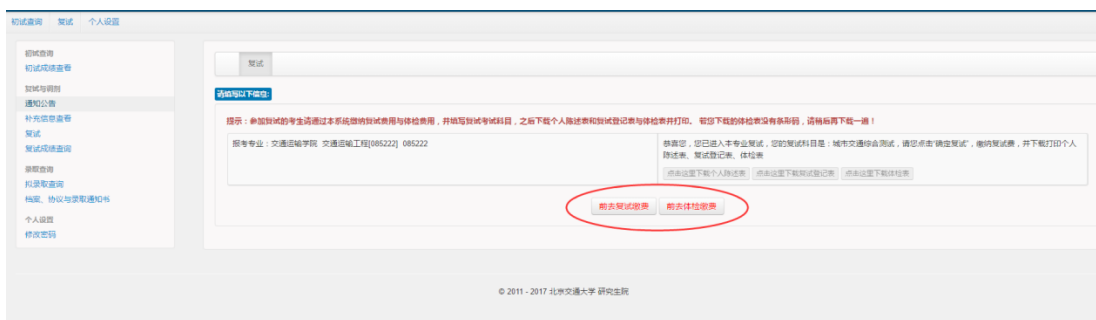 初试查询 复试 个人设置
初试查询
初试成绩查看
复试与调剂
通知公告
补充信息查看
复试
复试成绩查询
录取查询
拟录取查询
档案、协议与录取通知书
个人设置
修改密码
复试
请填写以下信息:
提示：参加复试的考生请通过本系统缴纳复试费用与体检费用，并填写复试考试科目，之后下载个人陈述表和复试登记表与体检表并打印。 若您下载的体检表没有条形码，请稍后再下载一遍！
报考专业：交通运输学院 交通运输工程[085222] 085222
恭喜您，您已进入本专业复试，您的复试科目是：城市交通综合测试，请您点击“确定复试”，缴纳复试费，并下载打印个人
陈述表、复试登记表、体检表
点击这里下载个人陈述表 点击这里下载复试登记表 点击这里下载体检表
前去复试缴费 前去体检缴费
© 2011 - 2017 北京交通大学 研究生院